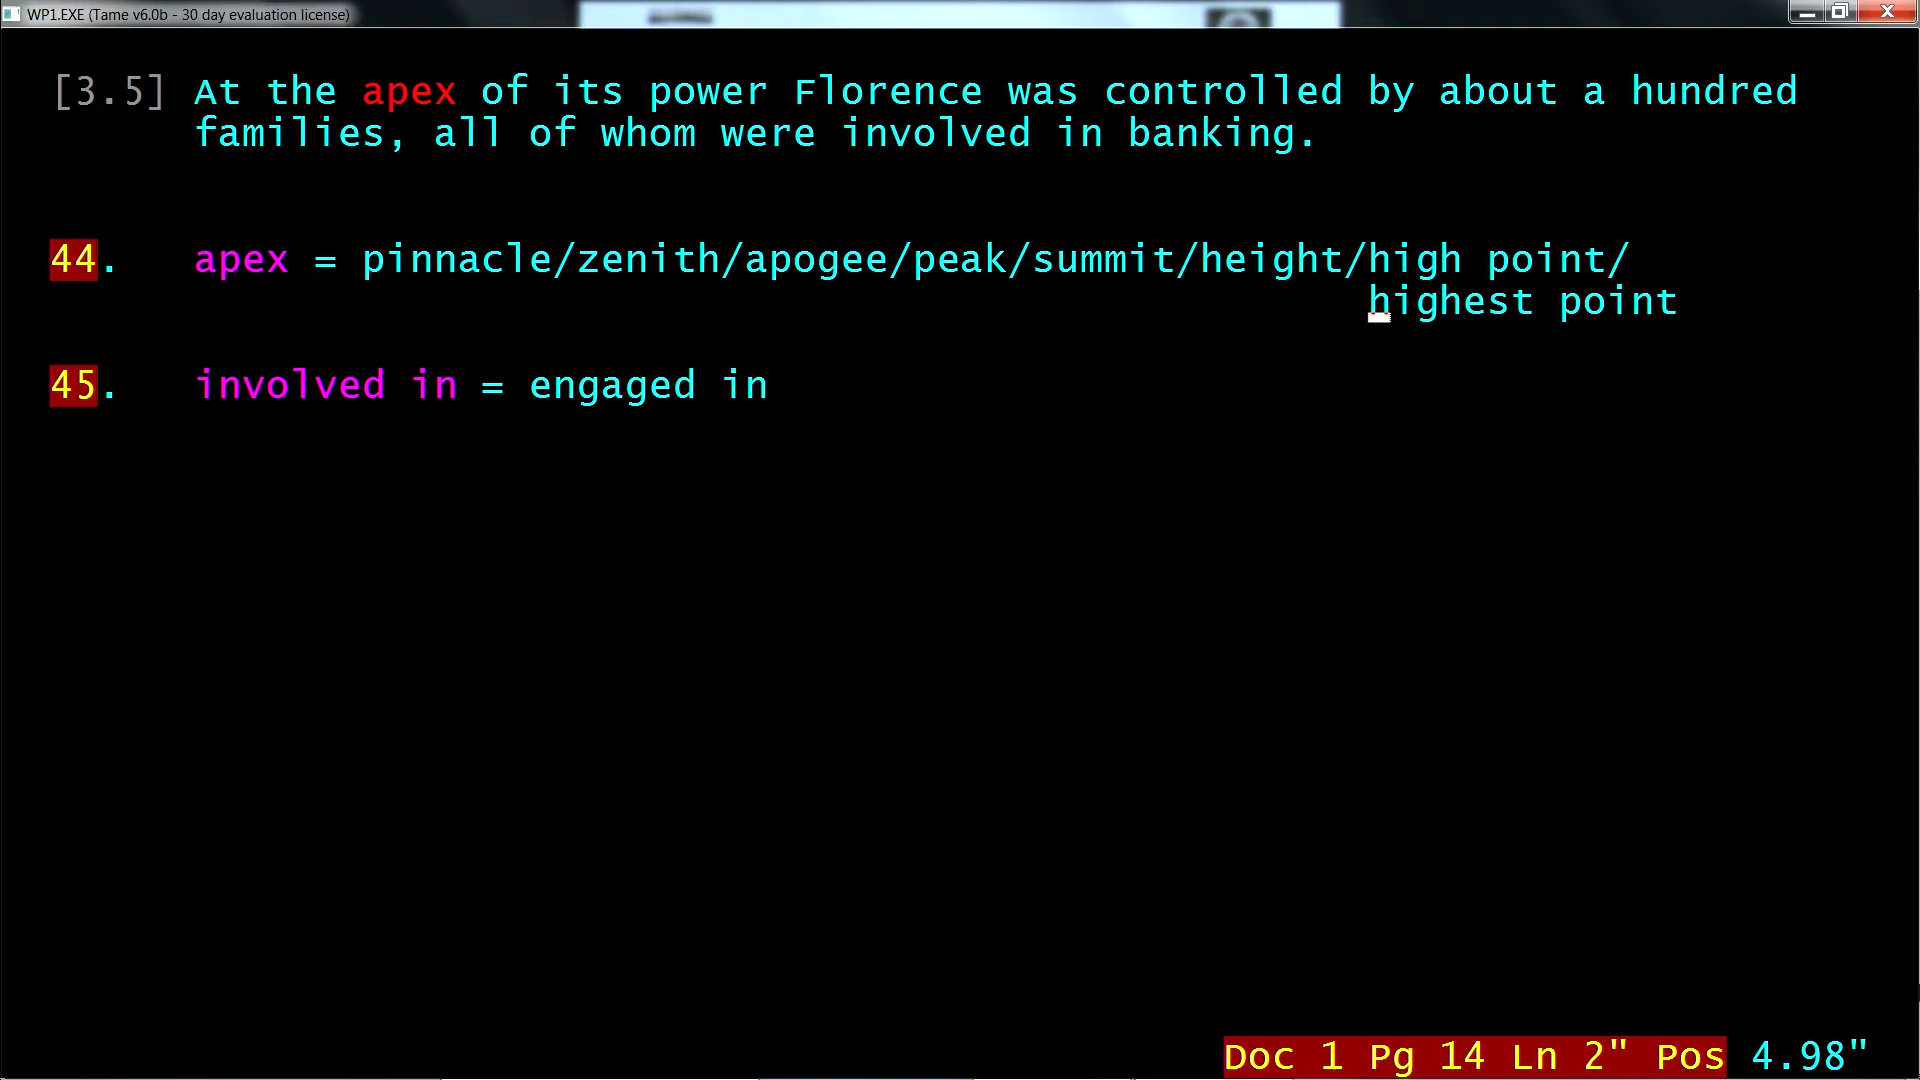 WP1.EXE (Tame v6.0b - 30 day evaluation license)
[3.5] At the apex of its power Florence was controlled by about a hundred
families, all of whom were involved in banking.
44. apex = pinnacle/zenith/apogee/peak/summit/height/high point/
highest point
45. involved in = engaged in
Doc 1 Pg 14 Ln 2" Pos 4.98"